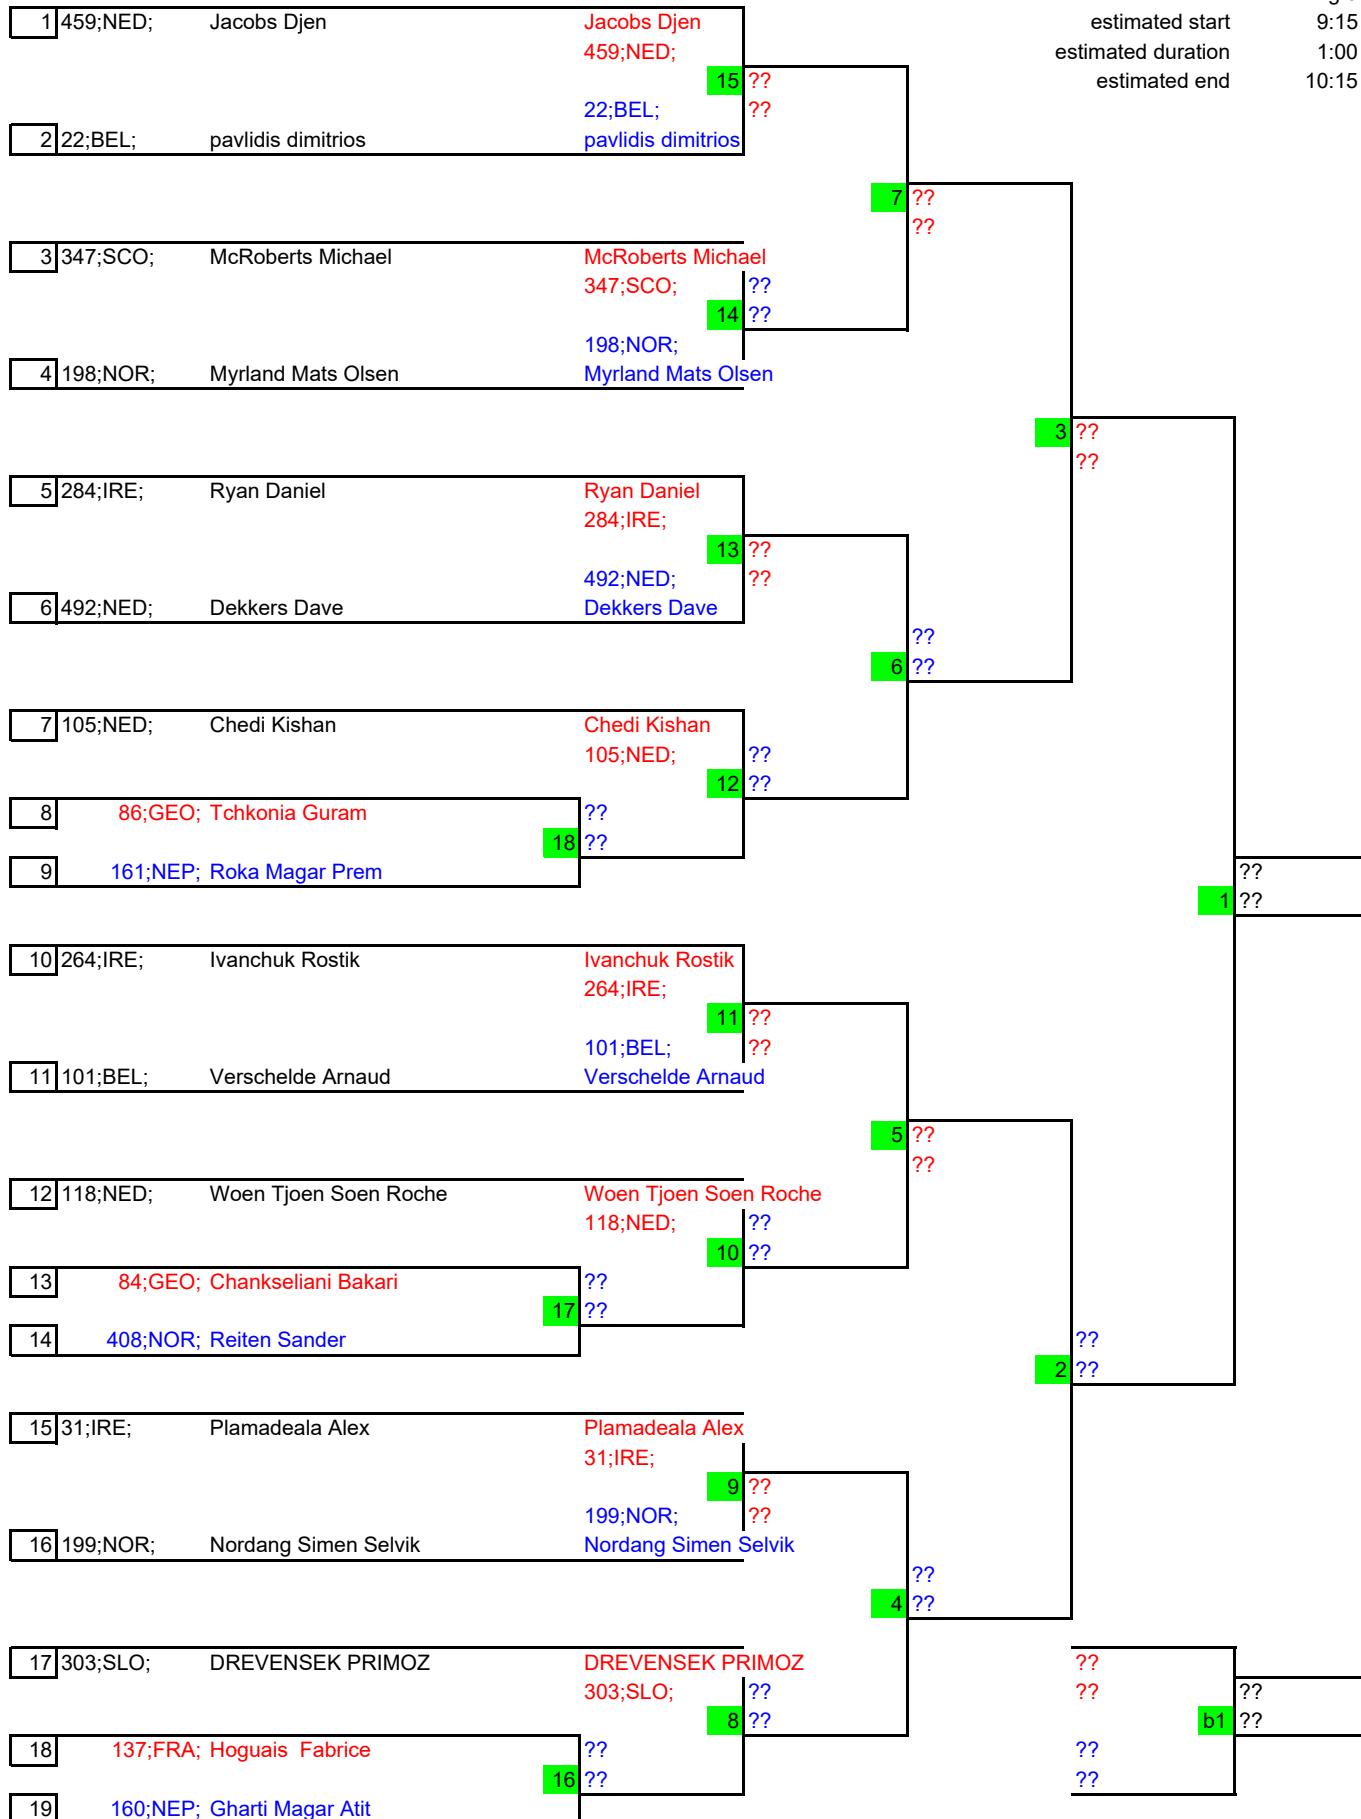 1 459;NED; Jacobs Djen Jacobs Djen estimated start 9:15
459;NED; estimated duration 1:00
15 ?? estimated end 10:15
22;BEL; ??
2 22;BEL; pavlidis dimitrios pavlidis dimitrios
7 ??
??
3 347;SCO; McRoberts Michael McRoberts Michael
347;SCO; ??
14 ??
198;NOR;
4 198;NOR; Myrland Mats Olsen Myrland Mats Olsen
3 ??
??
5 284;IRE; Ryan Daniel Ryan Daniel
284;IRE;
13 ??
492;NED; ??
6 492;NED; Dekkers Dave Dekkers Dave
??
6 ??
7 105;NED; Chedi Kishan Chedi Kishan
105;NED; ??
12 ??
8 86;GEO; Tchkonia Guram ??
18 ??
9 161;NEP; Roka Magar Prem ??
1 ??
10 264;IRE; Ivanchuk Rostik Ivanchuk Rostik
264;IRE;
11 ??
101;BEL; ??
11 101;BEL; Verschelde Arnaud Verschelde Arnaud
5 ??
??
12 118;NED; Woen Tjoen Soen Roche Woen Tjoen Soen Roche
118;NED; ??
10 ??
13 84;GEO; Chankseliani Bakari ??
17 ??
14 408;NOR; Reiten Sander ??
2 ??
15 31;IRE; Plamadeala Alex Plamadeala Alex
31;IRE;
9 ??
199;NOR; ??
16 199;NOR; Nordang Simen Selvik Nordang Simen Selvik
??
4 ??
17 303;SLO; DREVENSEK PRIMOZ DREVENSEK PRIMOZ ??
303;SLO; ?? ?? ??
8 ?? b1 ??
18 137;FRA; Hoguais Fabrice ?? ??
16 ?? ??
19 160;NEP; Gharti Magar Atit